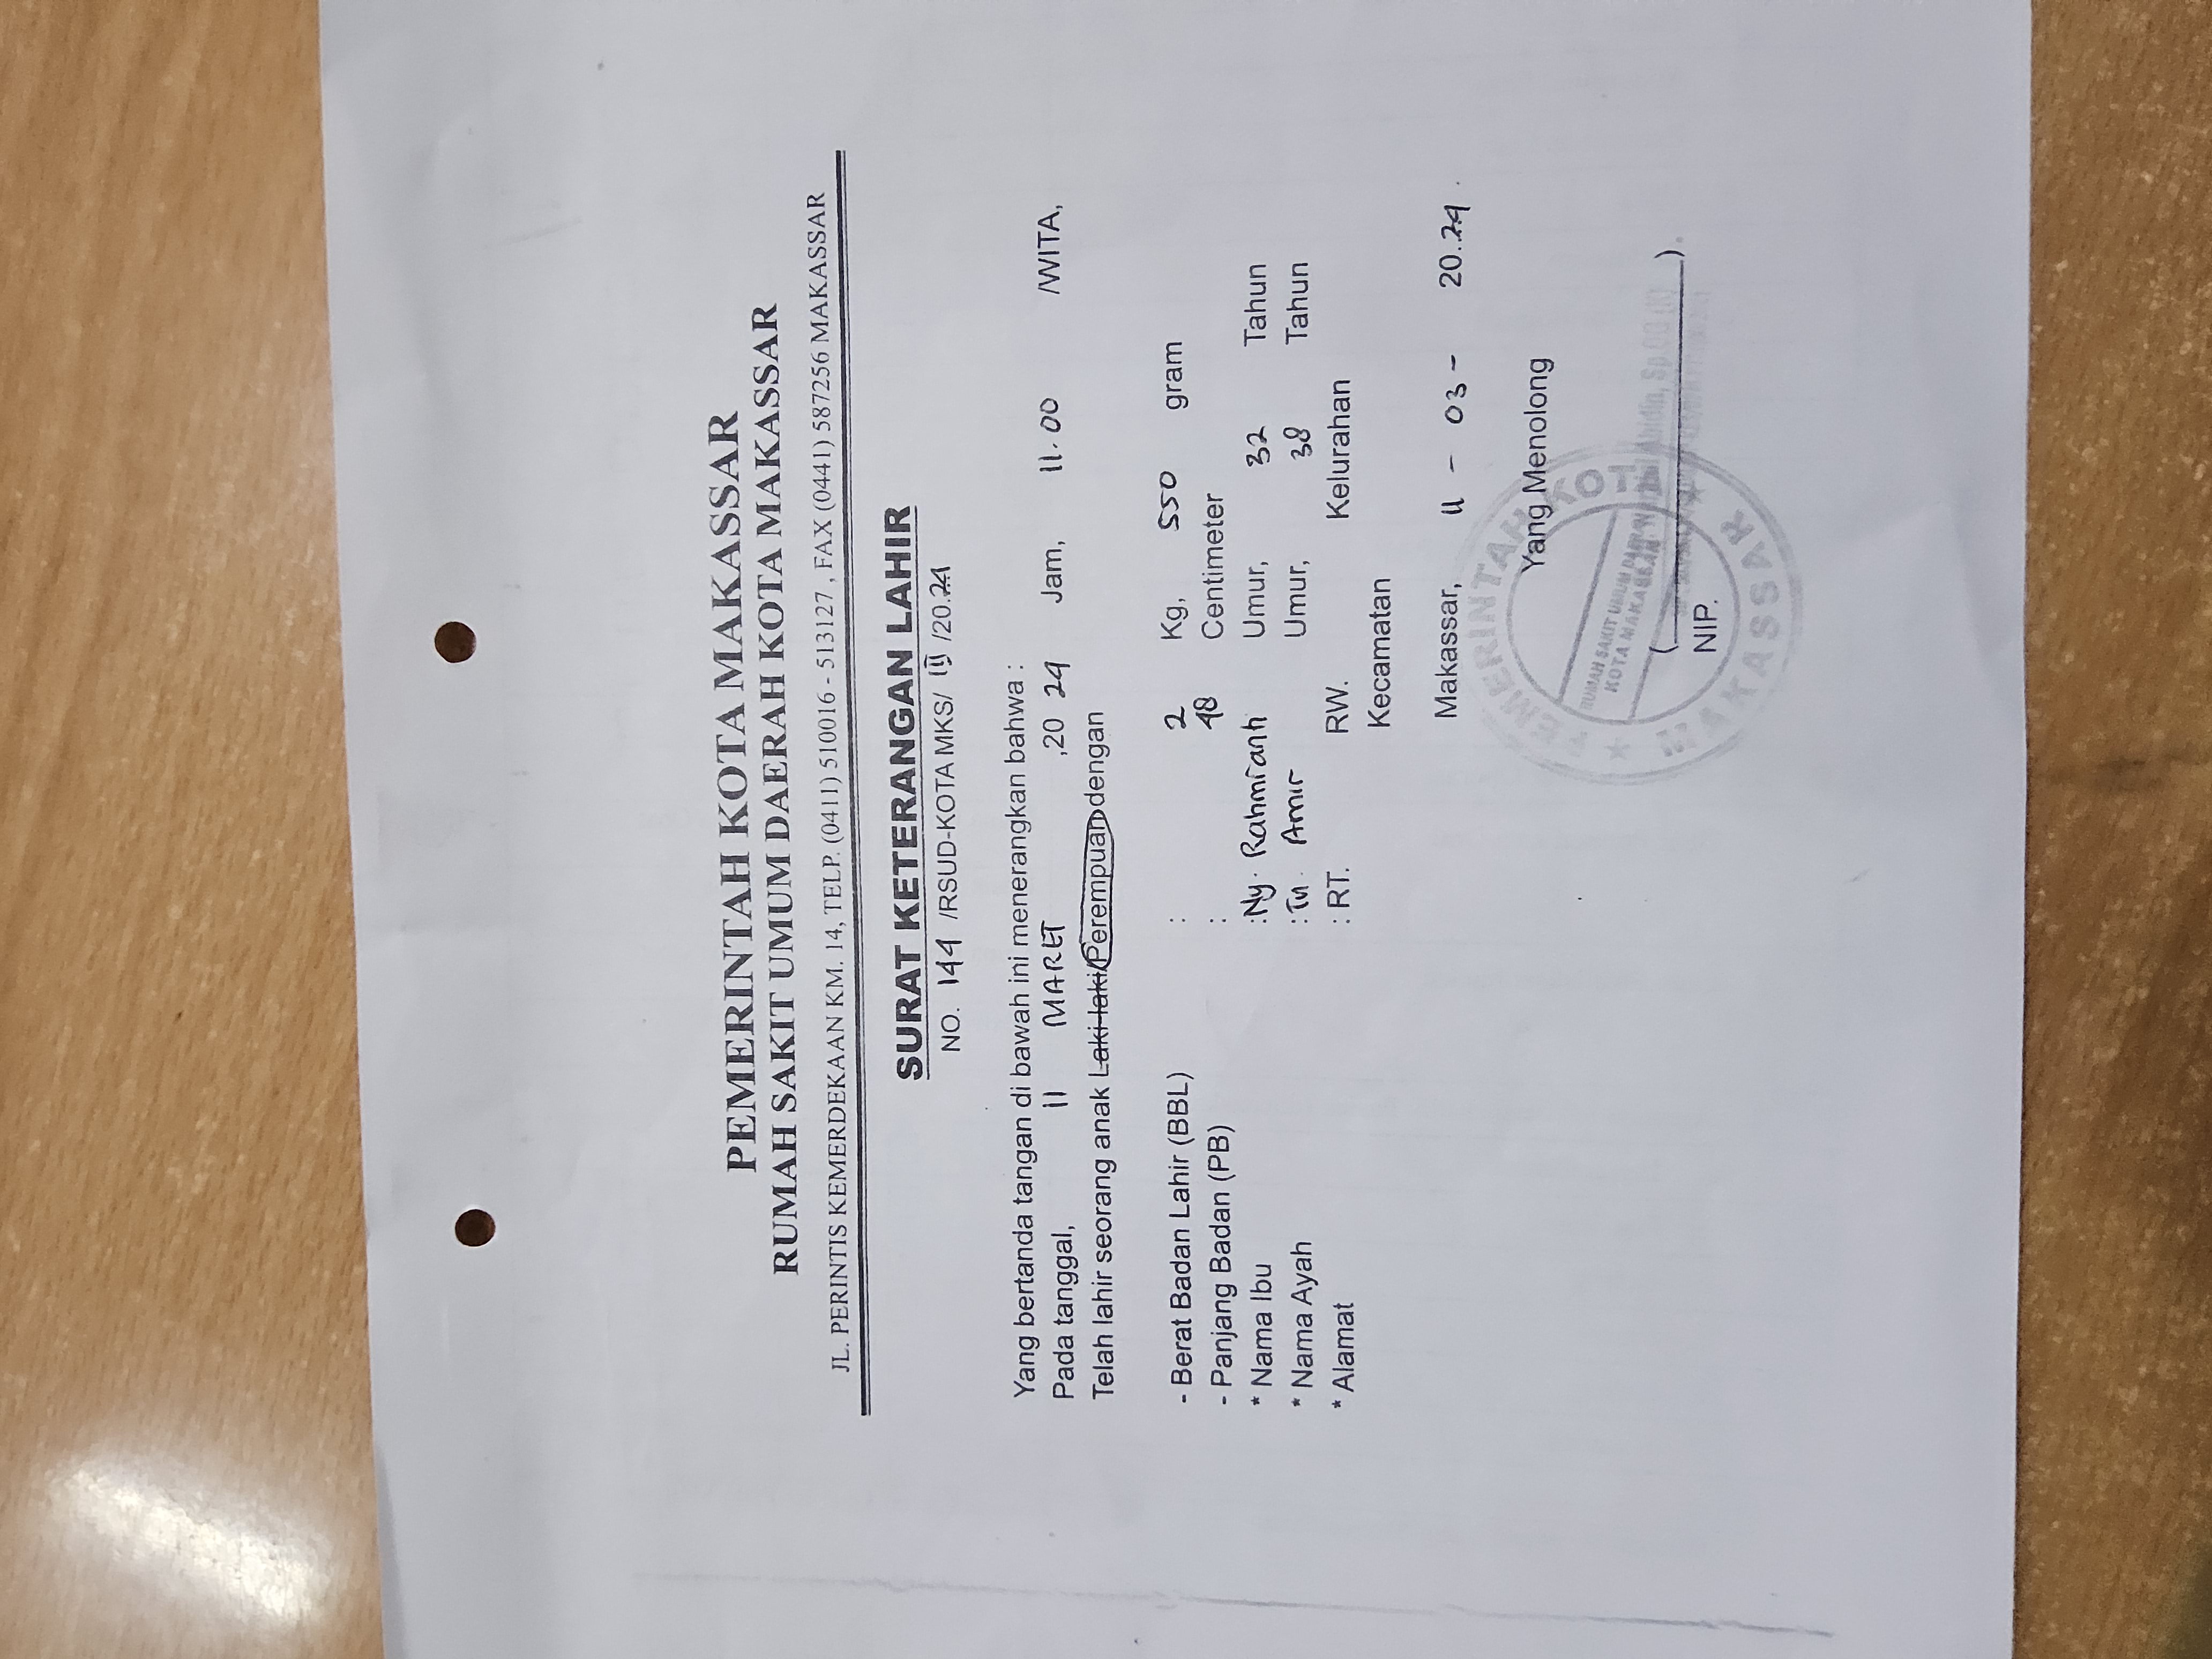 PEMERINTAH KOTA MAKASSAR
RUMAH SAKIT UMUM DAERAH KOTA MAKASSAR
JL. PERINTIS KEMERDEKAAN KM. 14, TELP. (0411) 510016 - 513127 , FAX (0441) 587256 MAKASSAR
SURAT KETERANGAN LAHIR
NO. 144 /RSUD-KOTA MKS/ III /20.24
Yang bertanda tangan di bawah ini menerangkan bahwa :
Pada tanggal, 11 MARET ,20 24 Jam, 11.00 /WITA,
Telah lahir seorang anak Laki-laki/Perempuan dengan
- Berat Badan Lahir (BBL) : 2 Kg, 550 gram
- Panjang Badan (PB) : 48 Centimeter
* Nama Ibu :Ny. Rahmianti Umur, 32 Tahun
* Nama Ayah :Tn. Amir Umur, 38 Tahun
* Alamat : RT. RW. Kelurahan
Kecamatan
Makassar, 11 - 03 - 20..24.
Yang Menolong
PEMERINTAH KOTA
RUMAH SAKIT UMUM DAERAH
KOTA MAKASSAR
Abidin, Sp.OG (K)
( ).
NIP.
MAKASSAR